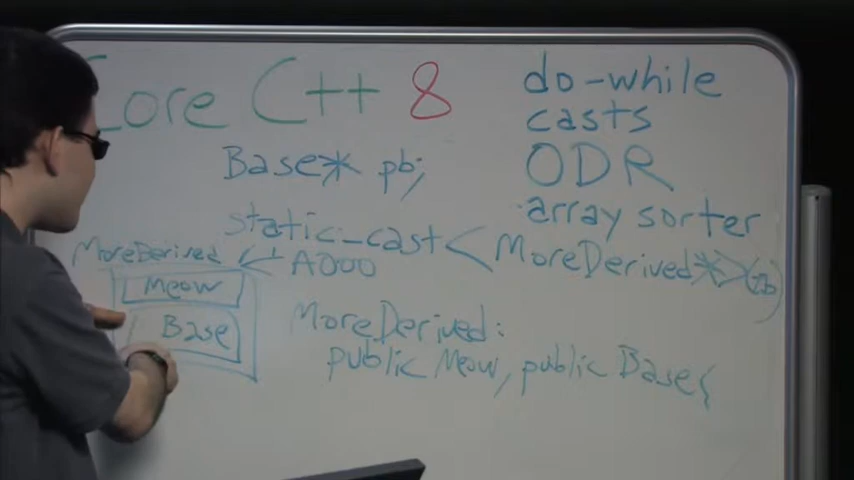 Core C++ 8
do-while
casts
ODR
array sorter
Base* pb;
static_cast<MoreDerived*>(pb)
MoreDerived
A000
Meow
Base
MoreDerived:
public Meow, public Base{